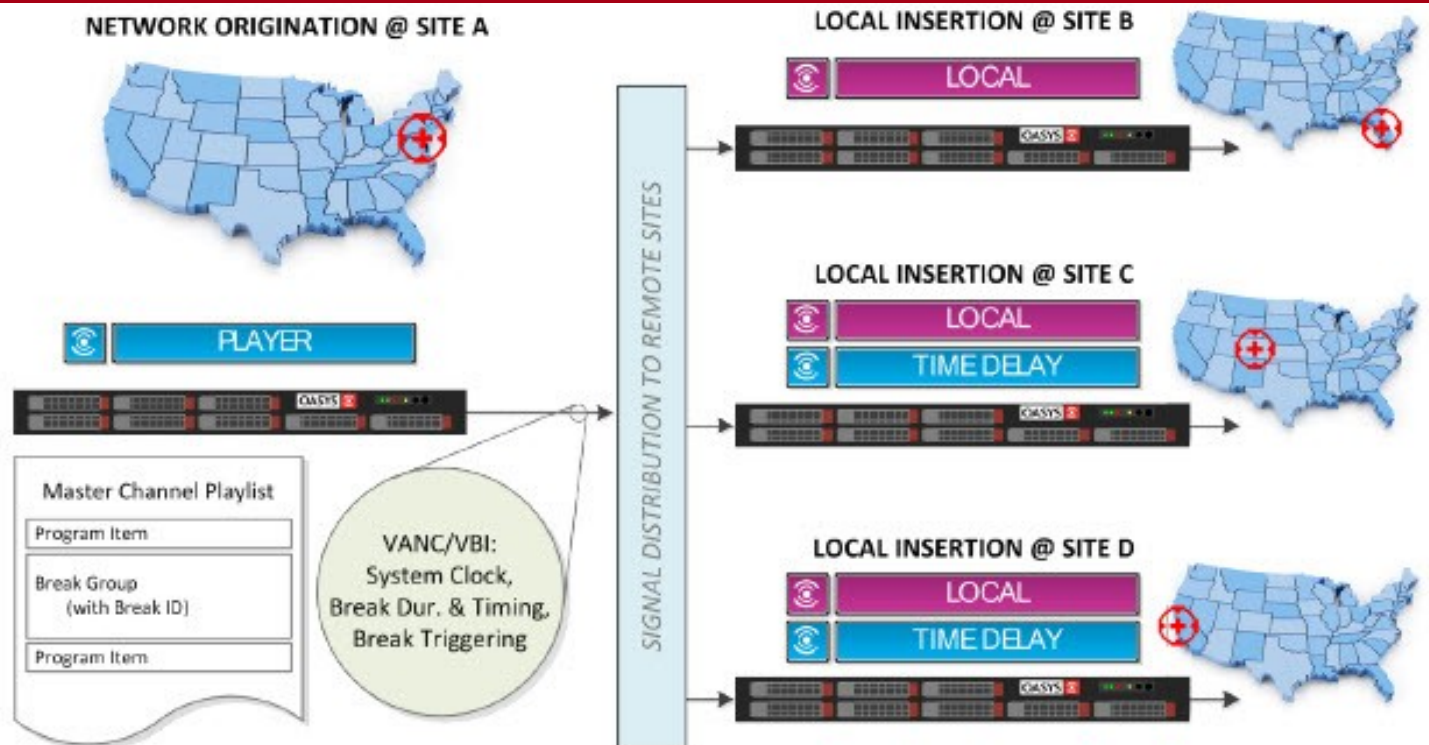 NETWORK ORIGINATION @ SITE A
PLAYER
OASYS
Master Channel Playlist
Program Item
Break Group
(with Break ID)
Program Item
VANC/VBI:
System Clock,
Break Dur. & Timing,
Break Triggering
SIGNAL DISTRIBUTION TO REMOTE SITES
LOCAL INSERTION @ SITE B
LOCAL
OASYS
LOCAL INSERTION @ SITE C
LOCAL
TIME DELAY
OASYS
LOCAL INSERTION @ SITE D
LOCAL
TIME DELAY
OASYS